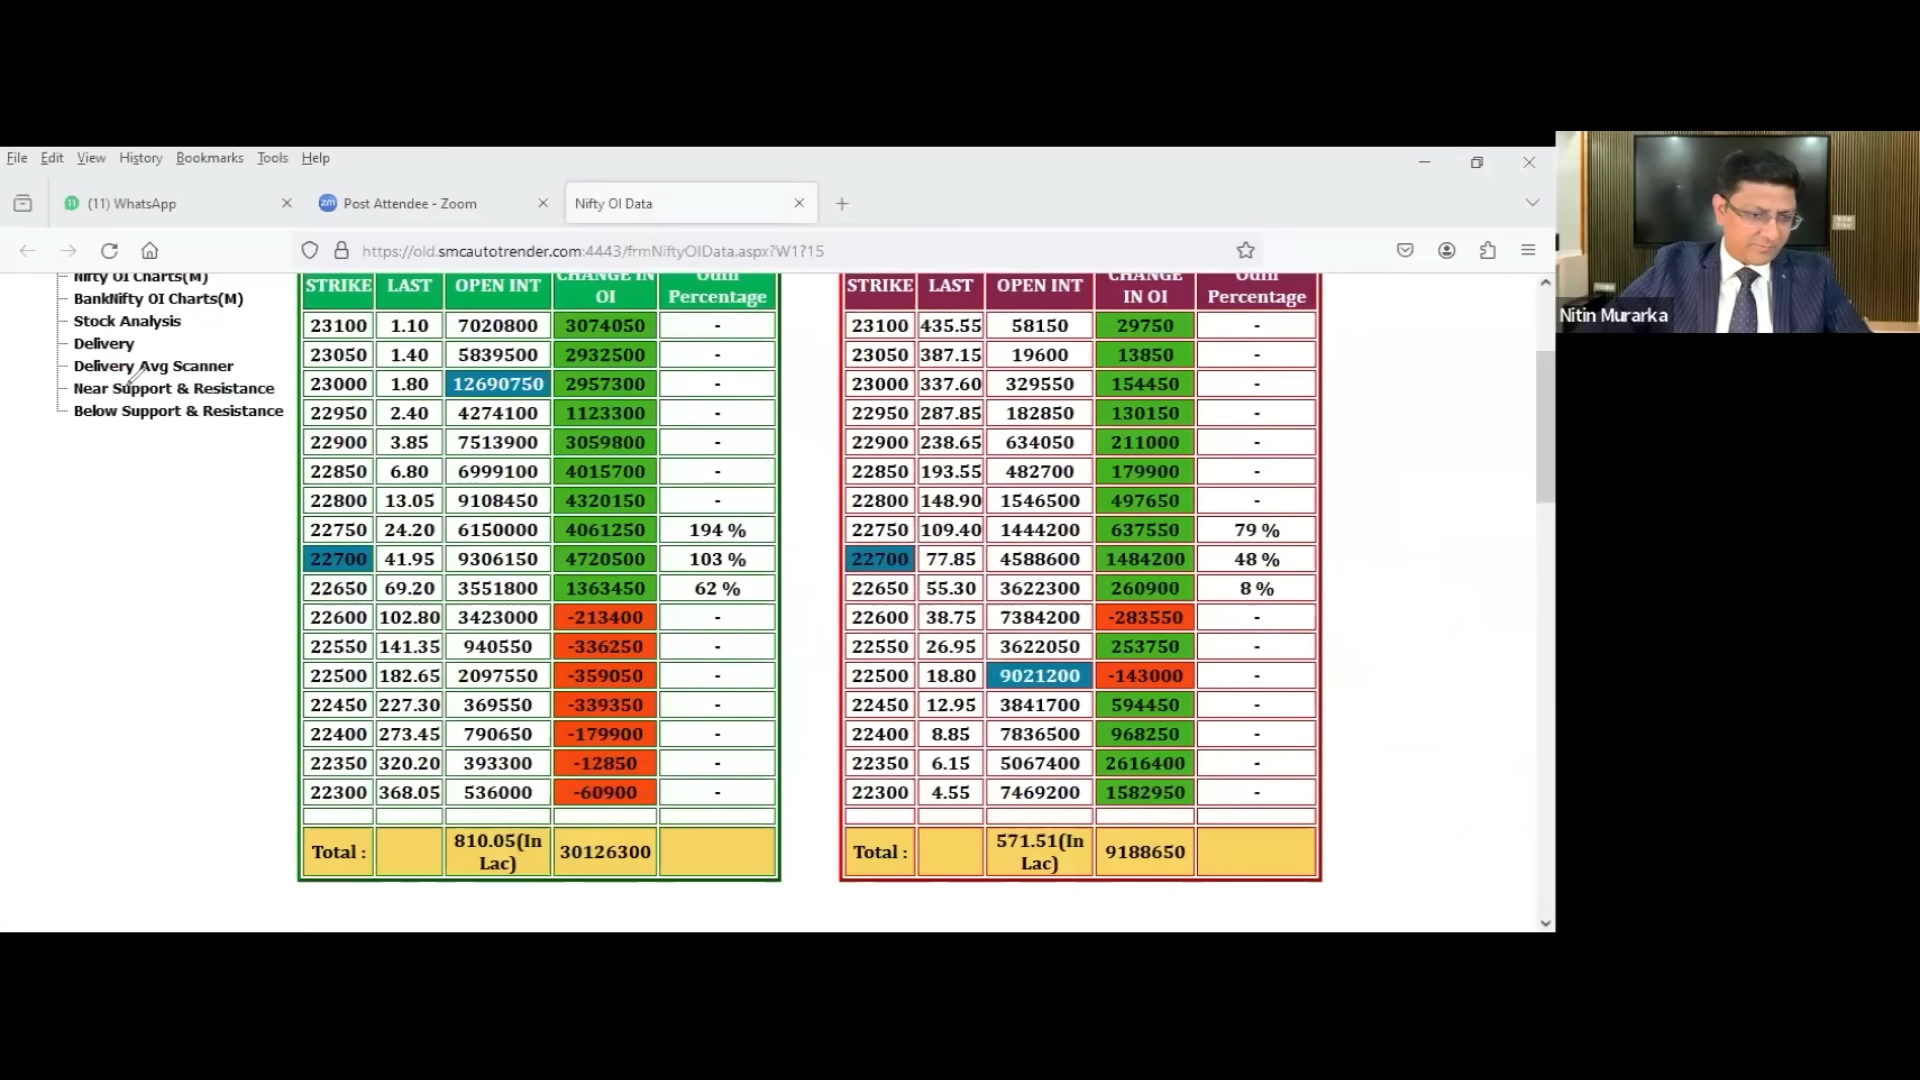 File Edit View History Bookmarks Tools Help
(11) WhatsApp
Post Attendee - Zoom
Nifty OI Data
https://old.smcautotrender.com:4443/frmNiftyOIData.aspx?W1?15
Nitin Murarka
Nifty OI Charts(M)
BankNifty OI Charts(M)
Stock Analysis
Delivery
Delivery Avg Scanner
Near Support & Resistance
Below Support & Resistance
STRIKE LAST OPEN INT CHANGE IN OI Percentage
23100 1.10 7020800 3074050 -
23050 1.40 5839500 2932500 -
23000 1.80 12690750 2957300 -
22950 2.40 4274100 1123300 -
22900 3.85 7513900 3059800 -
22850 6.80 6999100 4015700 -
22800 13.05 9108450 4320150 -
22750 24.20 6150000 4061250 194 %
22700 41.95 9306150 4720500 103 %
22650 69.20 3551800 1363450 62 %
22600 102.80 3423000 -213400 -
22550 141.35 940550 -336250 -
22500 182.65 2097550 -359050 -
22450 227.30 369550 -339350 -
22400 273.45 790650 -179900 -
22350 320.20 393300 -12850 -
22300 368.05 536000 -60900 -
Total : 810.05(In Lac) 30126300
STRIKE LAST OPEN INT CHANGE IN OI Percentage
23100 435.55 58150 29750 -
23050 387.15 19600 13850 -
23000 337.60 329550 154450 -
22950 287.85 182850 130150 -
22900 238.65 634050 211000 -
22850 193.55 482700 179900 -
22800 148.90 1546500 497650 -
22750 109.40 1444200 637550 79 %
22700 77.85 4588600 1484200 48 %
22650 55.30 3622300 260900 8 %
22600 38.75 7384200 -283550 -
22550 26.95 3622050 253750 -
22500 18.80 9021200 -143000 -
22450 12.95 3841700 594450 -
22400 8.85 7836500 968250 -
22350 6.15 5067400 2616400 -
22300 4.55 7469200 1582950 -
Total : 571.51(In Lac) 9188650